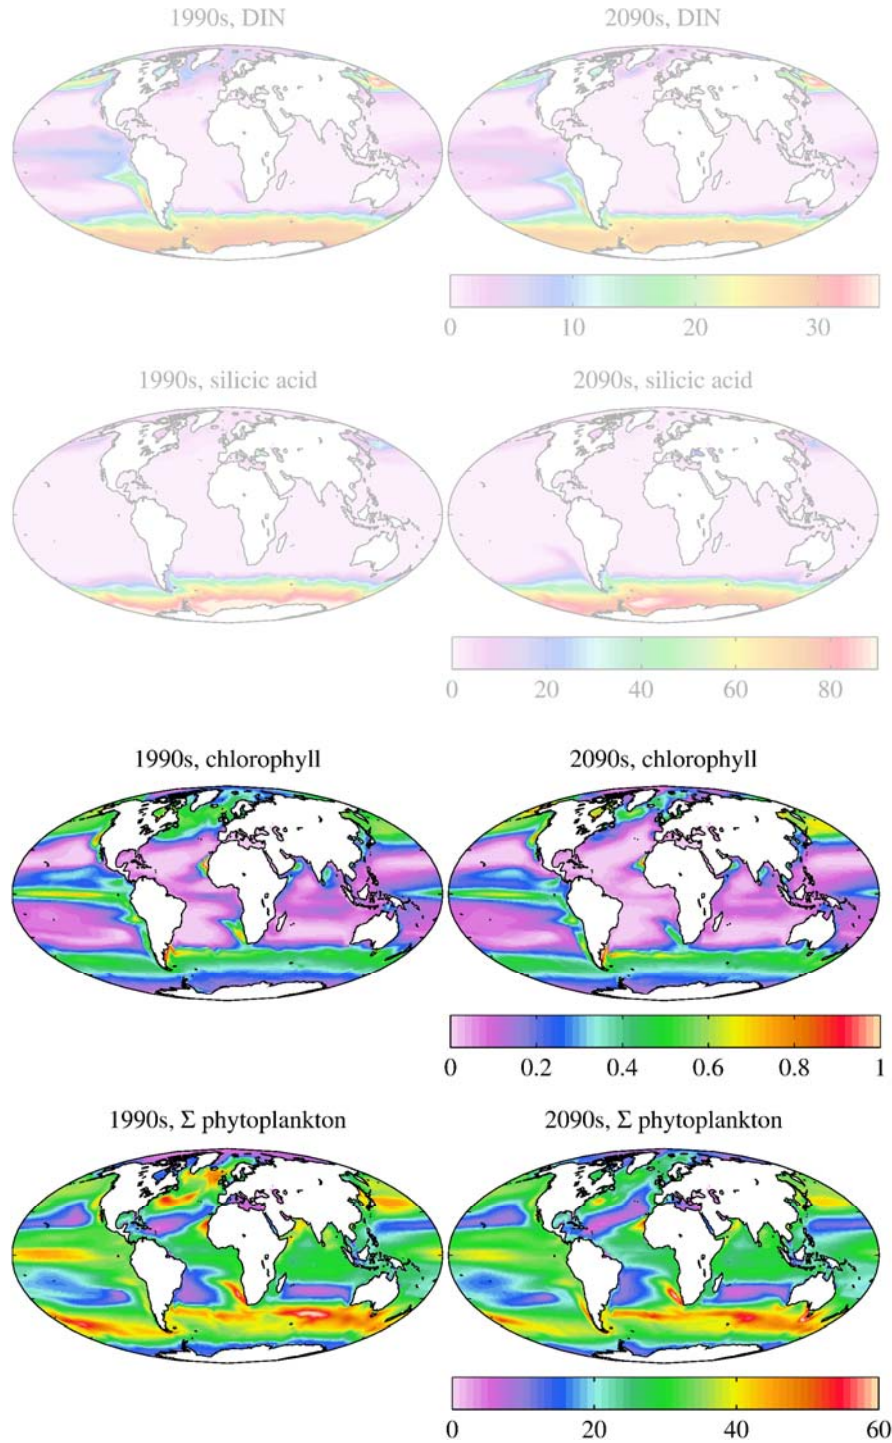 1990s, DIN 2090s, DIN
0 10 20 30
1990s, silicic acid 2090s, silicic acid
0 20 40 60 80
1990s, chlorophyll 2090s, chlorophyll
0 0.2 0.4 0.6 0.8 1
1990s, Σ phytoplankton 2090s, Σ phytoplankton
0 20 40 60